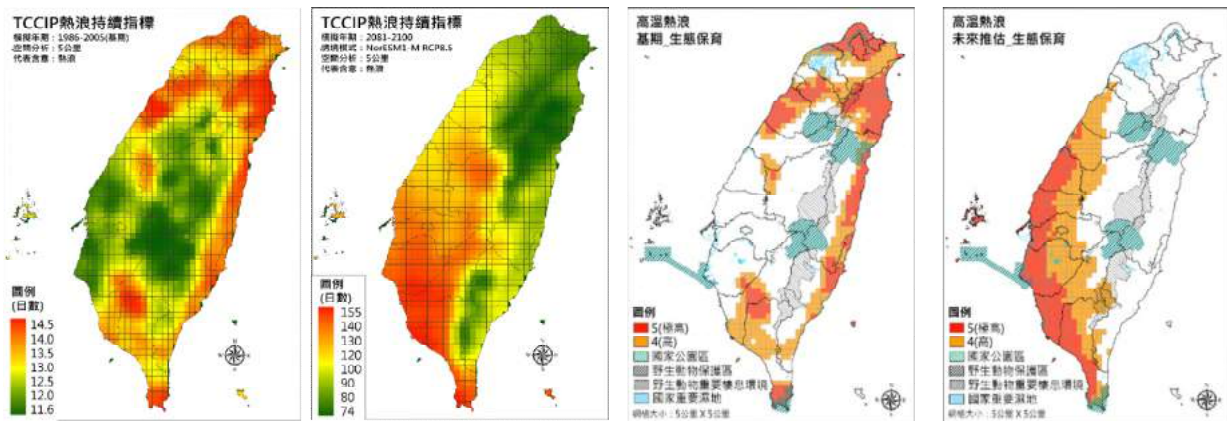 TCCIP熱浪持續指標
模擬年期：1986-2005(基期)
空間分析：5公里
代表含意：熱浪
圖例
(日數)
14.5
14.0
13.5
13.0
12.5
12.0
11.6
TCCIP熱浪持續指標
模擬年期：2081-2100
NorESM1-M RCP8.5
空間分析：5公里
代表含意：熱浪
圖例
(日數)
155
140
120
100
90
80
74
高溫熱浪
基期_生態保育
圖例
5(極高)
4(高)
國家公園區
野生動物保護區
野生動物重要棲息環境
國家重要濕地
網格大小：5公里X5公里
高溫熱浪
未來推估_生態保育
圖例
5(極高)
4(高)
國家公園區
野生動物保護區
野生動物重要棲息環境
國家重要濕地
網格大小：5公里X5公里